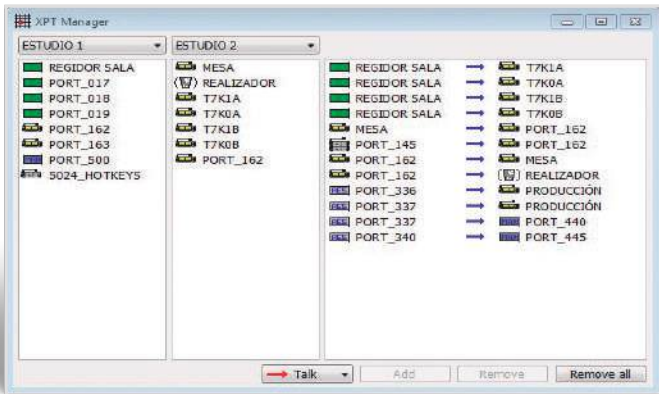 XPT Manager
ESTUDIO 1
ESTUDIO 2
REGIDOR SALA
PORT_017
PORT_018
PORT_019
PORT_162
PORT_163
PORT_500
5024_HOTKEYS
MESA
REALIZADOR
T7K1A
T7K0A
T7K1B
T7K0B
PORT_162
REGIDOR SALA T7K1A
REGIDOR SALA T7K0A
REGIDOR SALA T7K1B
REGIDOR SALA T7K0B
MESA PORT_162
PORT_145 PORT_162
PORT_162 MESA
PORT_162 REALIZADOR
PORT_336 PRODUCCIÓN
PORT_337 PRODUCCIÓN
PORT_337 PORT_440
PORT_340 PORT_445
Talk Add Remove Remove all